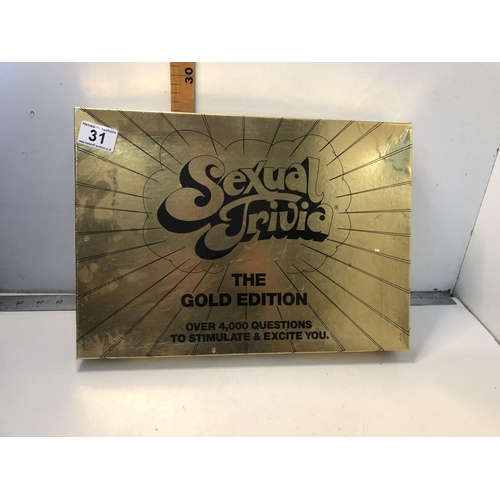 30
31
Sexual
Trivia
THE
GOLD EDITION
OVER 4,000 QUESTIONS
TO STIMULATE & EXCITE YOU.